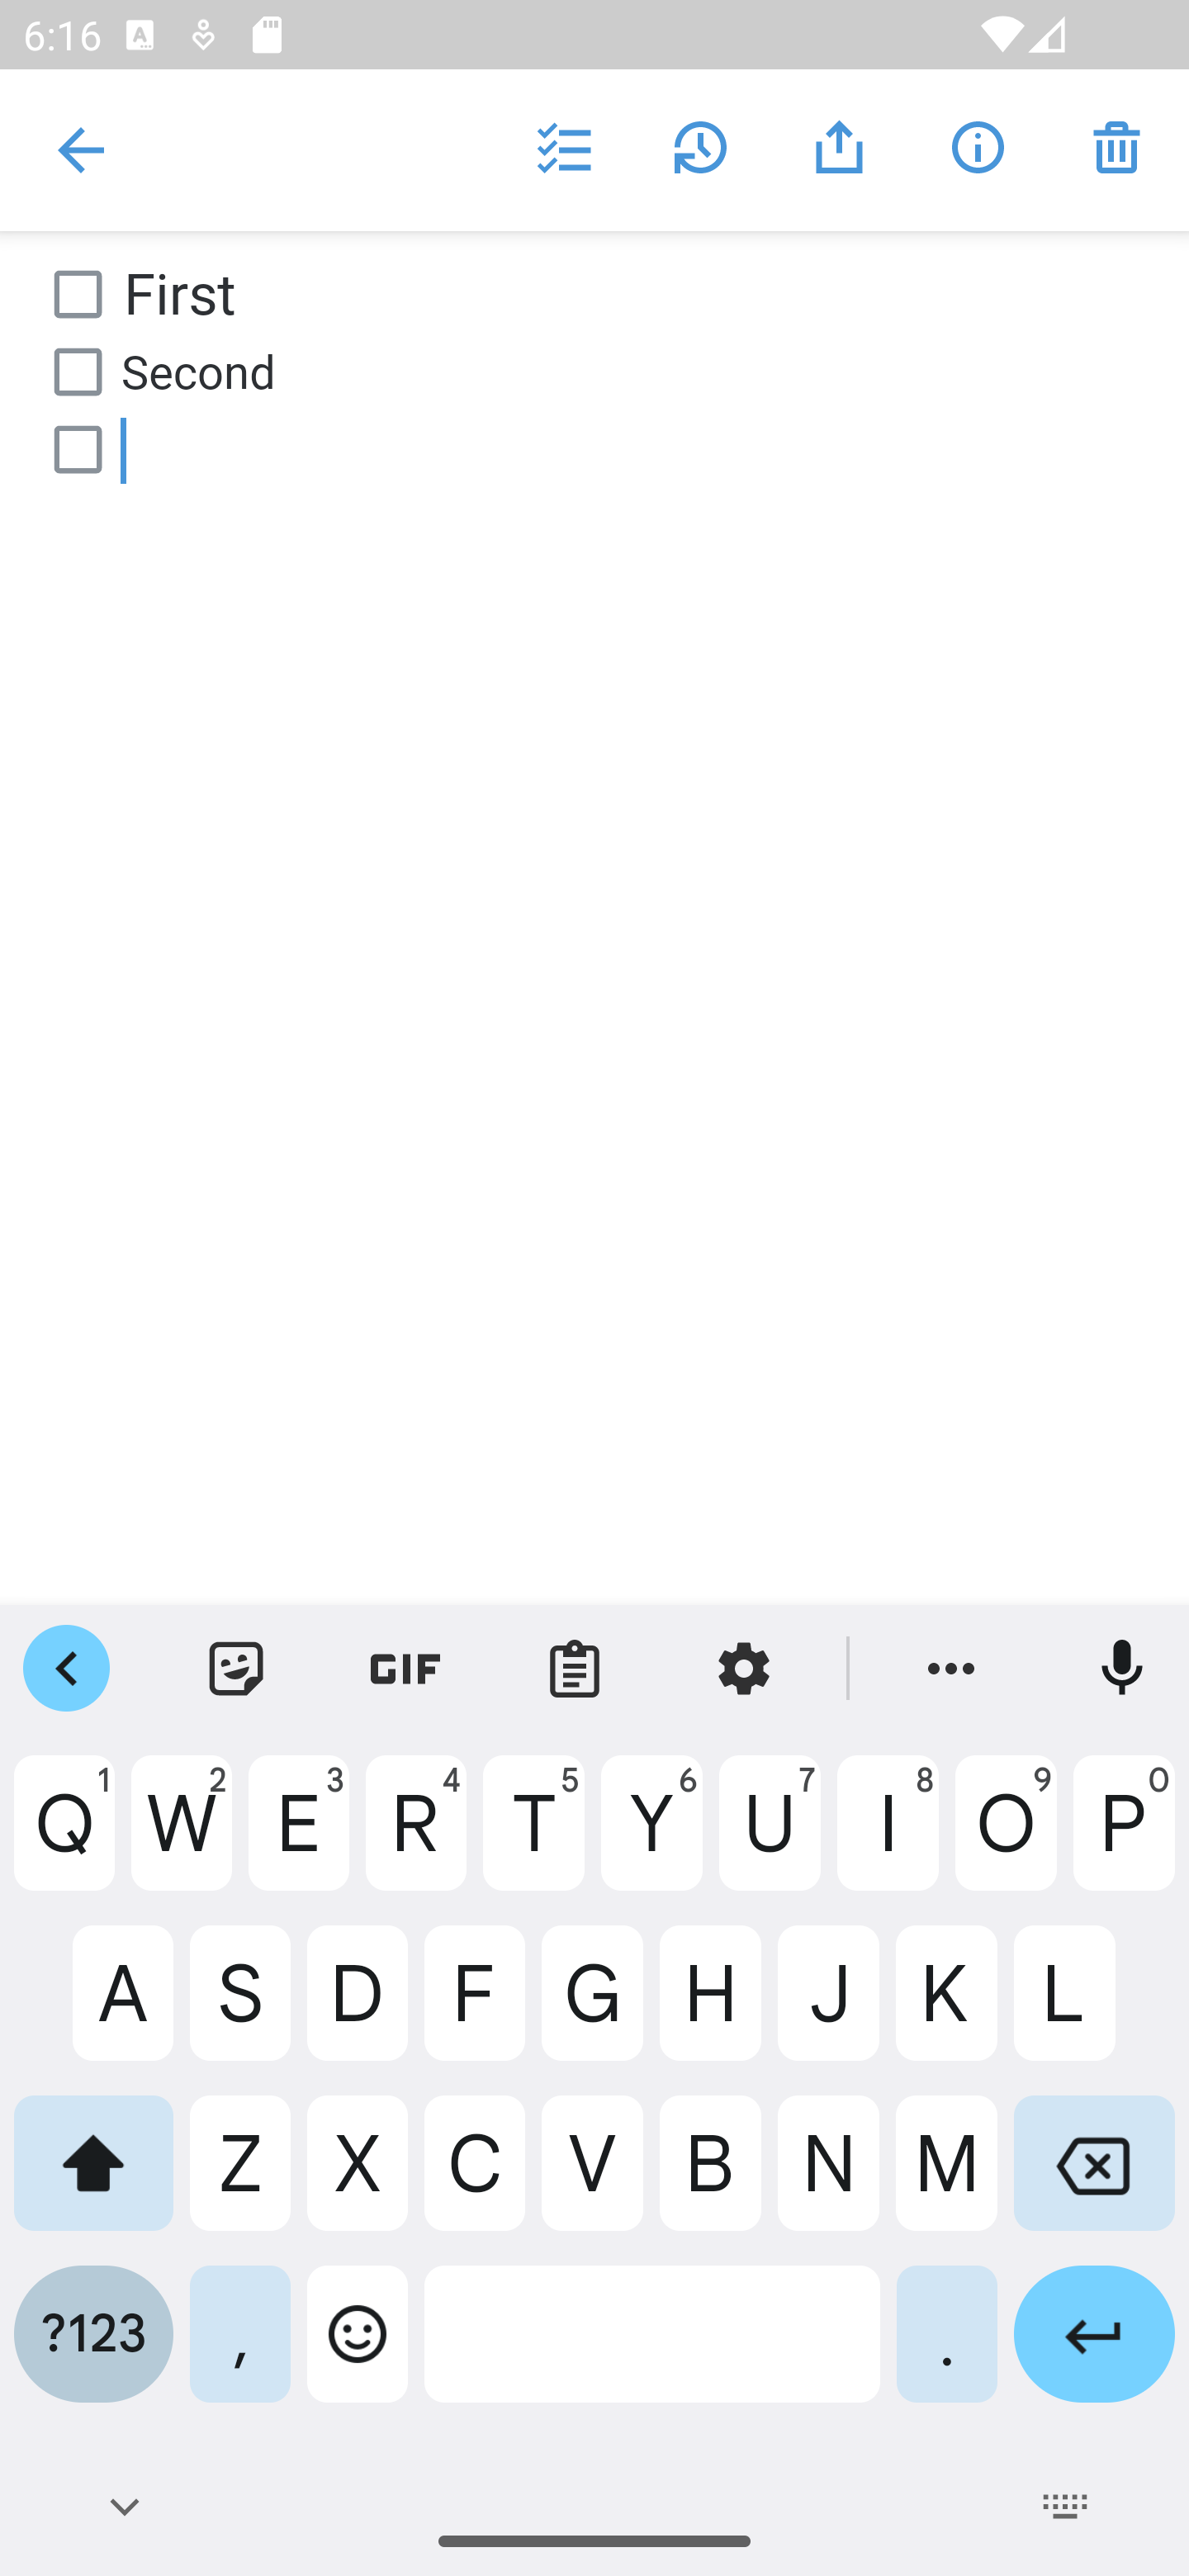 6:16
First
Second
GIF
Q1 W2 E3 R4 T5 Y6 U7 I8 O9 P0
A S D F G H J K L
Z X C V B N M
?123 , .